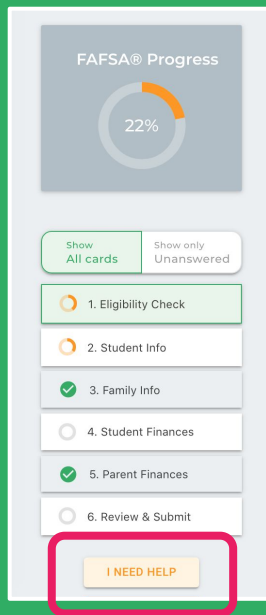 FAFSA® Progress
22%
Show
All cards
Show only
Unanswered
1. Eligibility Check
2. Student Info
3. Family Info
4. Student Finances
5. Parent Finances
6. Review & Submit
I NEED HELP